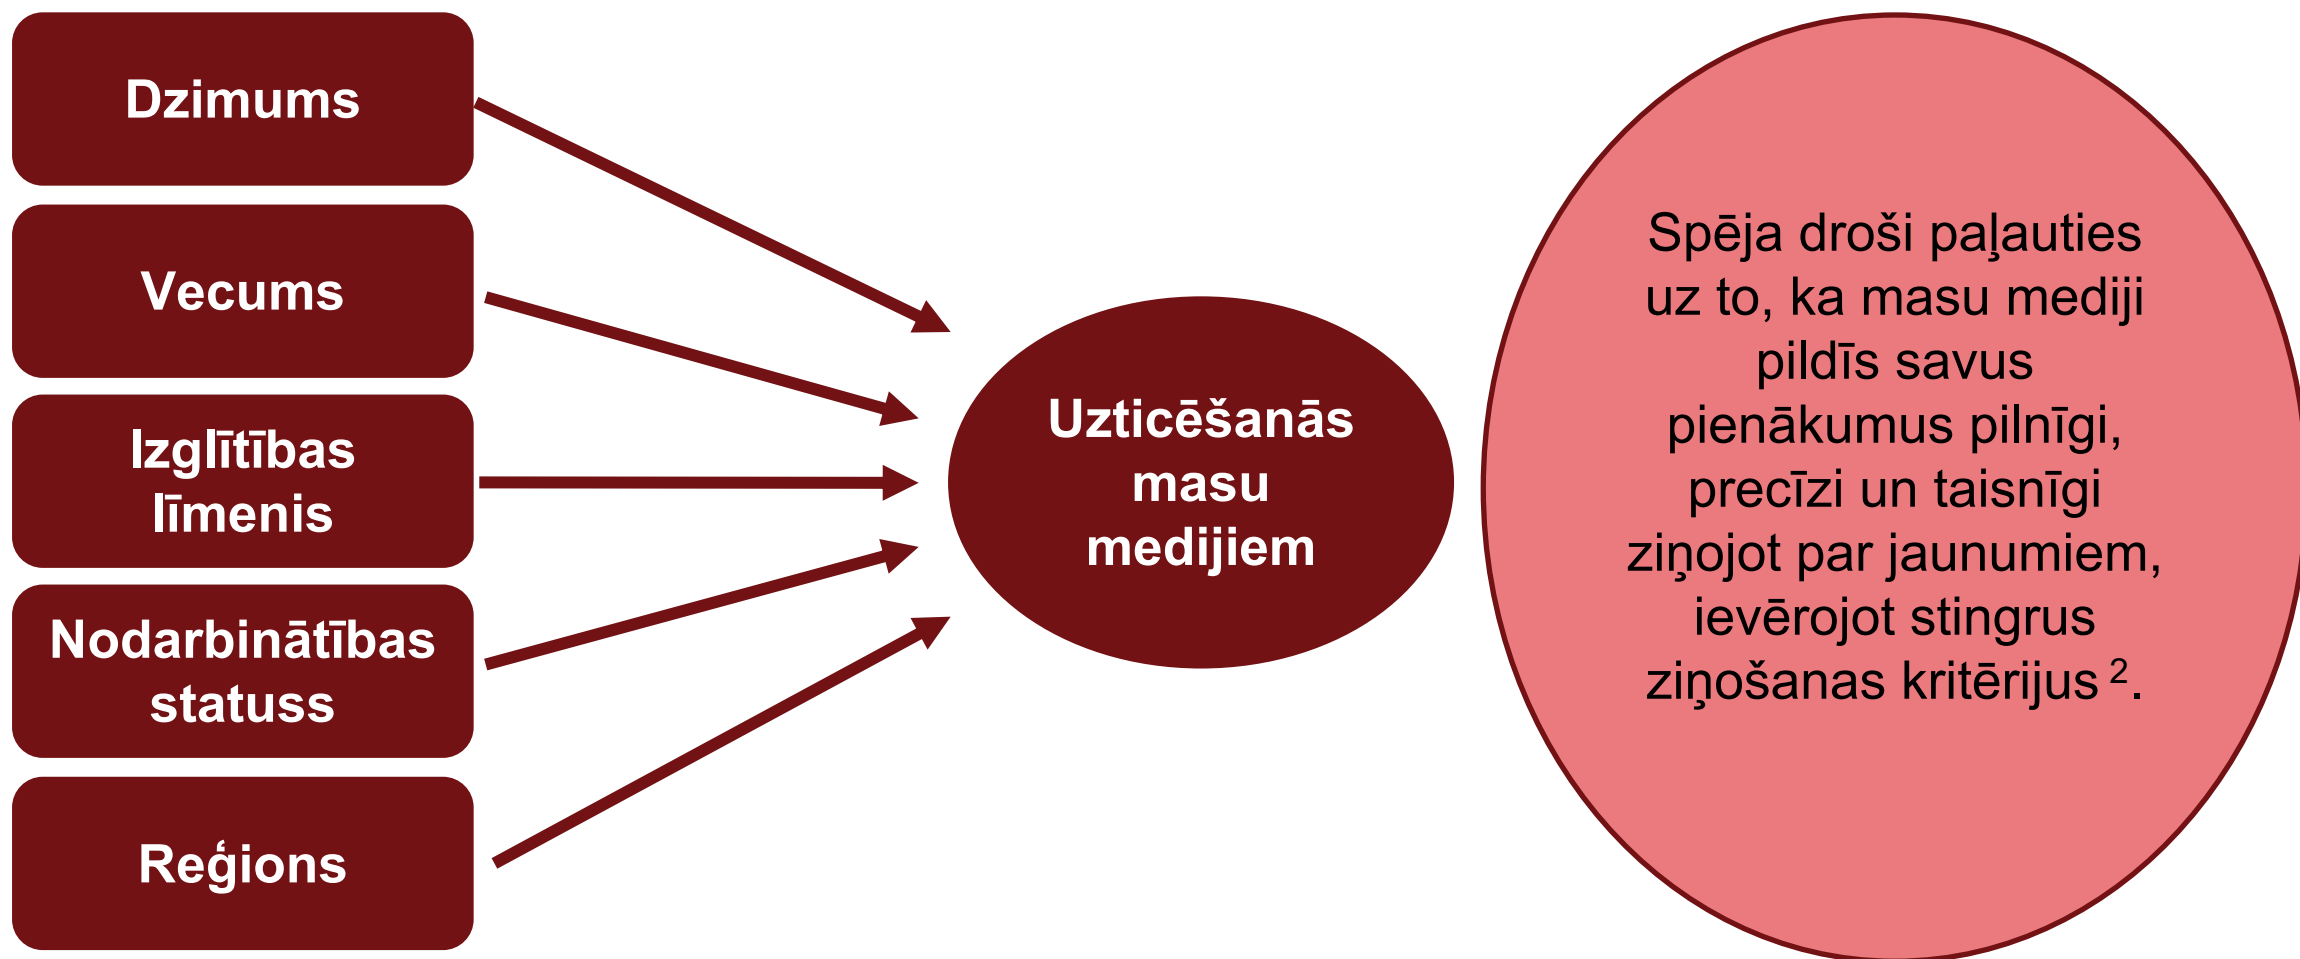 Dzimums
Vecums
Izglītības
līmenis
Nodarbinātības
statuss
Reģions
Uzticēšanās
masu
medijiem
Spēja droši paļauties
uz to, ka masu mediji
pildīs savus
pienākumus pilnīgi,
precīzi un taisnīgi
ziņojot par jaunumiem,
ievērojot stingrus
ziņošanas kritērijus ².